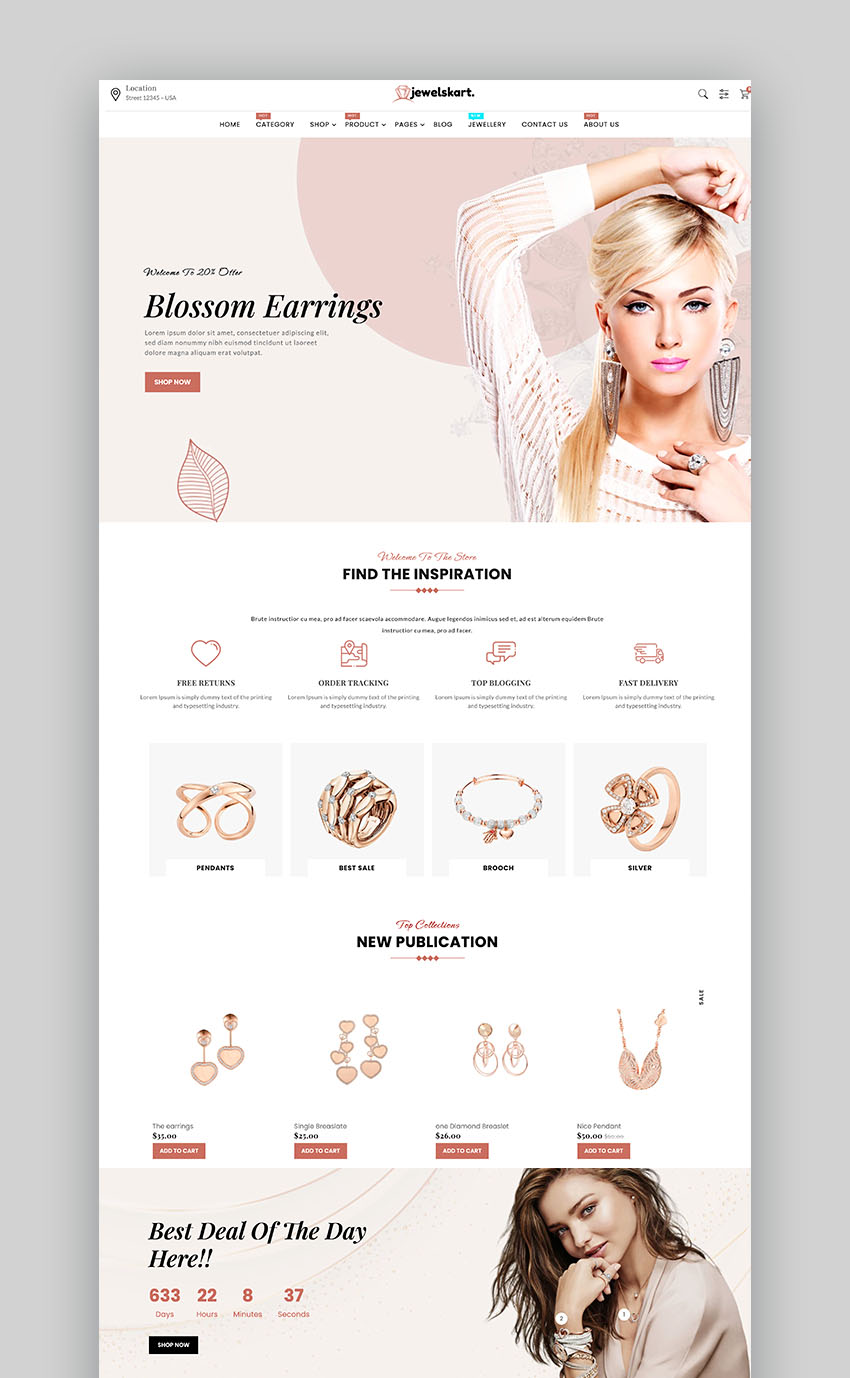 Location
Street 12345 - USA
jewelskart.
HOME HOT CATEGORY SHOP HOT PRODUCT PAGES BLOG NEW JEWELLERY CONTACT US HOT ABOUT US
Welcome To 20% Offer
Blossom Earrings
Lorem ipsum dolor sit amet, consectetuer adipiscing elit,
sed diam nonummy nibh euismod tincidunt ut laoreet
dolore magna aliquam erat volutpat.
SHOP NOW
Welcome To The Store
FIND THE INSPIRATION
Brute instructior cu mea, pro ad facer scaevola accommodare. Augue legendos inimicus sed et, ad est alterum equidem Brute
instructior cu mea, pro ad facer.
FREE RETURNS
Lorem Ipsum is simply dummy text of the printing
and typesetting industry.
ORDER TRACKING
Lorem Ipsum is simply dummy text of the printing
and typesetting industry.
TOP BLOGGING
Lorem Ipsum is simply dummy text of the printing
and typesetting industry.
FAST DELIVERY
Lorem Ipsum is simply dummy text of the printing
and typesetting industry.
PENDANTS
BEST SALE
BROOCH
SILVER
Top Collections
NEW PUBLICATION
SALE
The earrings
$35.00
ADD TO CART
Single Breaslate
$25.00
ADD TO CART
ene Diamond Breaslet
$26.00
ADD TO CART
Nice Pendant
$50.00 $60.00
ADD TO CART
Best Deal Of The Day
Here!!
633 22 8 37
Days Hours Minutes Seconds
SHOP NOW
1
2